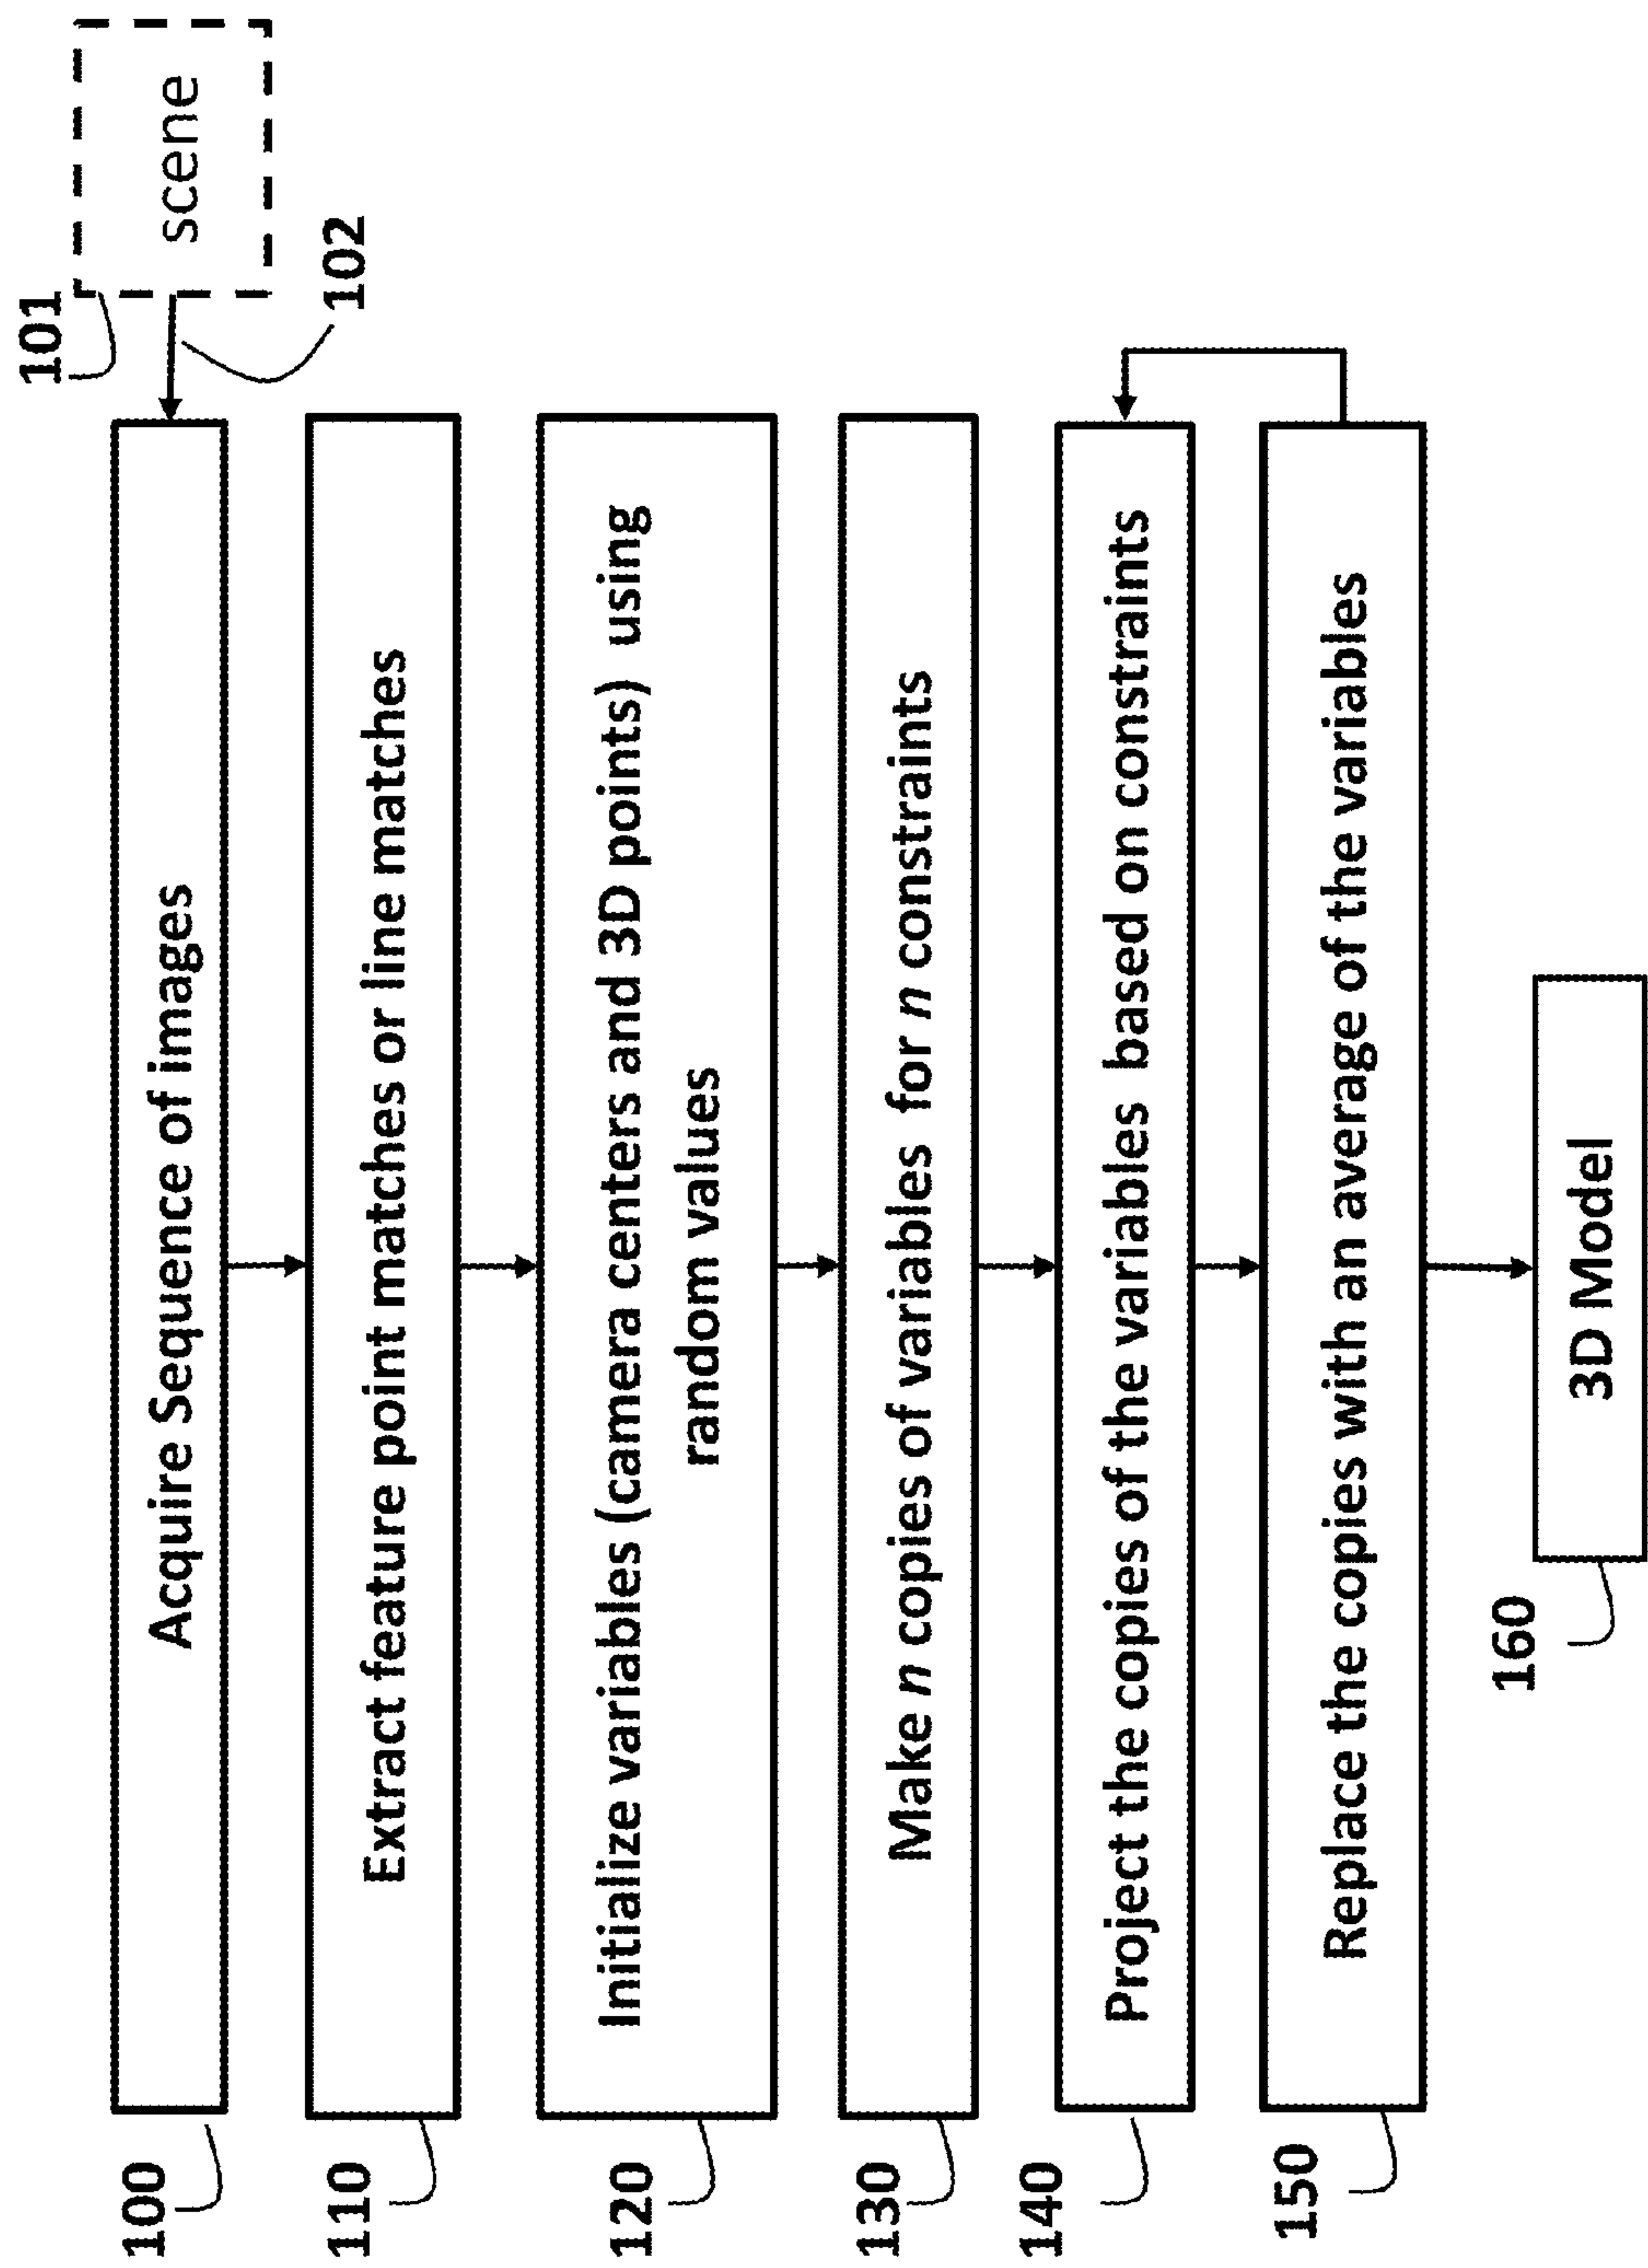 101
scene
102
100
Acquire Sequence of images
110
Extract feature point matches or line matches
120
Initialize variables (camera centers and 3D points) using
random values
130
Make n copies of variables for n constraints
140
Project the copies of the variables based on constraints
150
Replace the copies with an average of the variables
160
3D Model